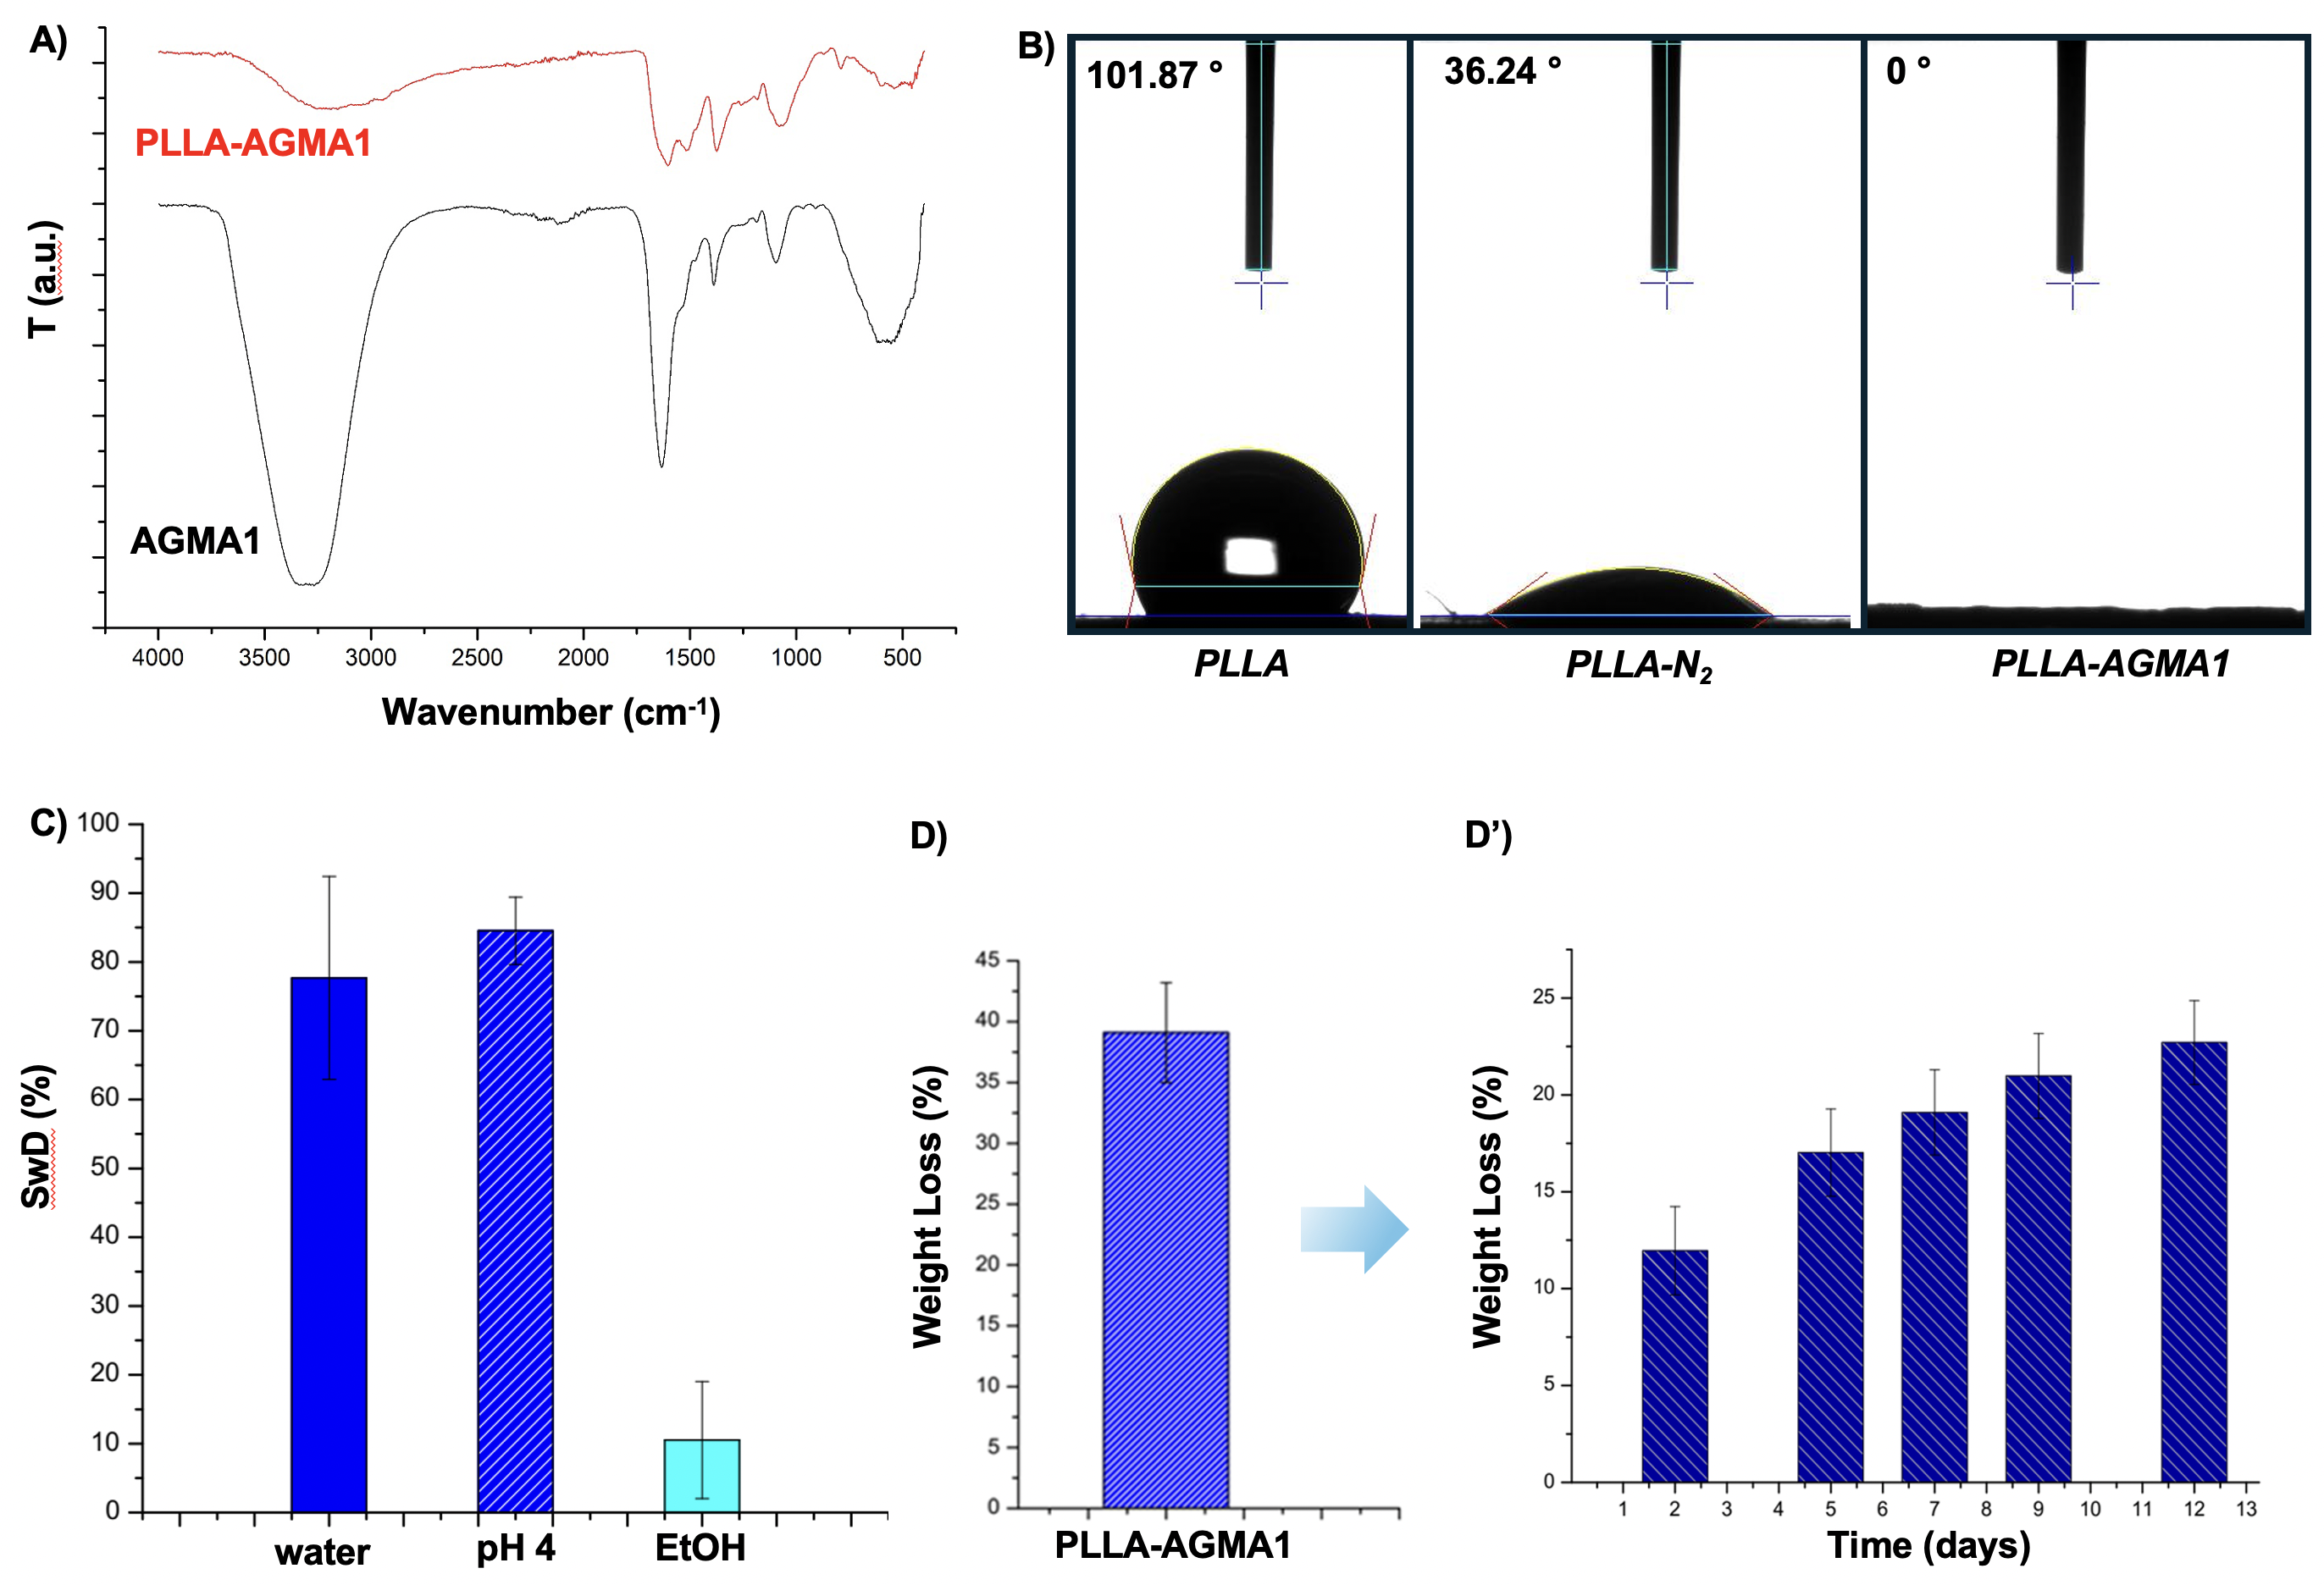 A)
PLLA-AGMA1
AGMA1
T (a.u.)
4000 3500 3000 2500 2000 1500 1000 500
Wavenumber (cm-1)
B)
101.87 °
36.24 °
0 °
PLLA
PLLA-N2
PLLA-AGMA1
C)
100
90
80
70
60
50
40
30
20
10
0
SwD (%)
water pH 4 EtOH
D)
45
40
35
30
25
20
15
10
5
0
Weight Loss (%)
PLLA-AGMA1
D’)
25
20
15
10
5
0
Weight Loss (%)
1 2 3 4 5 6 7 8 9 10 11 12 13
Time (days)